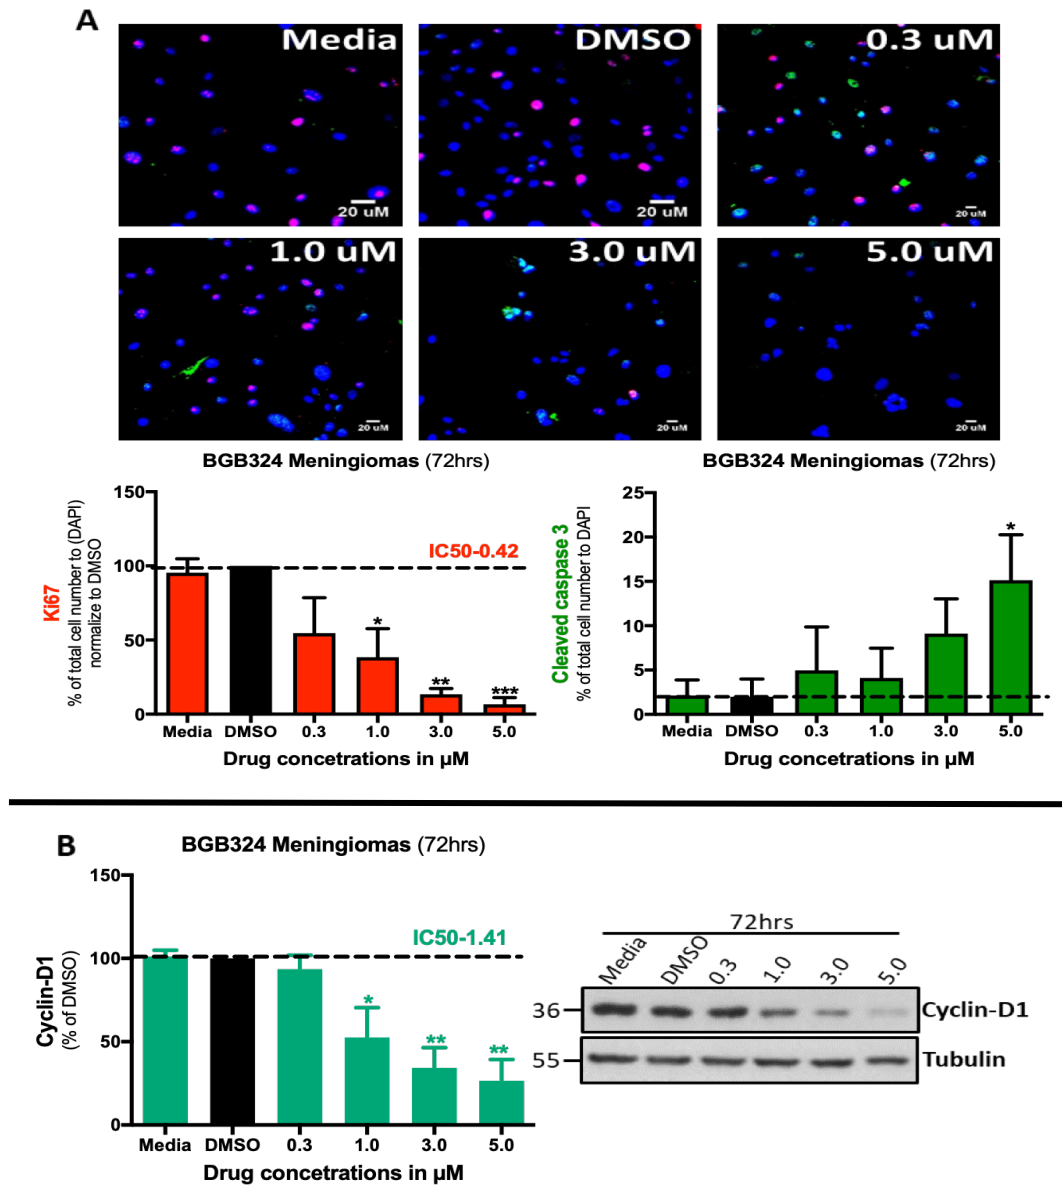 A
Media
DMSO
0.3 uM
20 uM
20 uM
20 uM
1.0 uM
3.0 uM
5.0 uM
20 uM
20 uM
20 uM
BGB324 Meningiomas (72hrs)
Ki67
% of total cell number to (DAPI)
normalize to DMSO
150
100
50
0
IC50-0.42
*
**
***
Media DMSO 0.3 1.0 3.0 5.0
Drug concetrations in µM
BGB324 Meningiomas (72hrs)
Cleaved caspase 3
% of total cell number to DAPI
25
20
15
10
5
0
*
Media DMSO 0.3 1.0 3.0 5.0
Drug concetrations in µM
B
BGB324 Meningiomas (72hrs)
Cyclin-D1
(% of DMSO)
150
100
50
0
IC50-1.41
*
**
**
Media DMSO 0.3 1.0 3.0 5.0
Drug concetrations in µM
72hrs
Media DMSO 0.3 1.0 3.0 5.0
36
Cyclin-D1
55
Tubulin